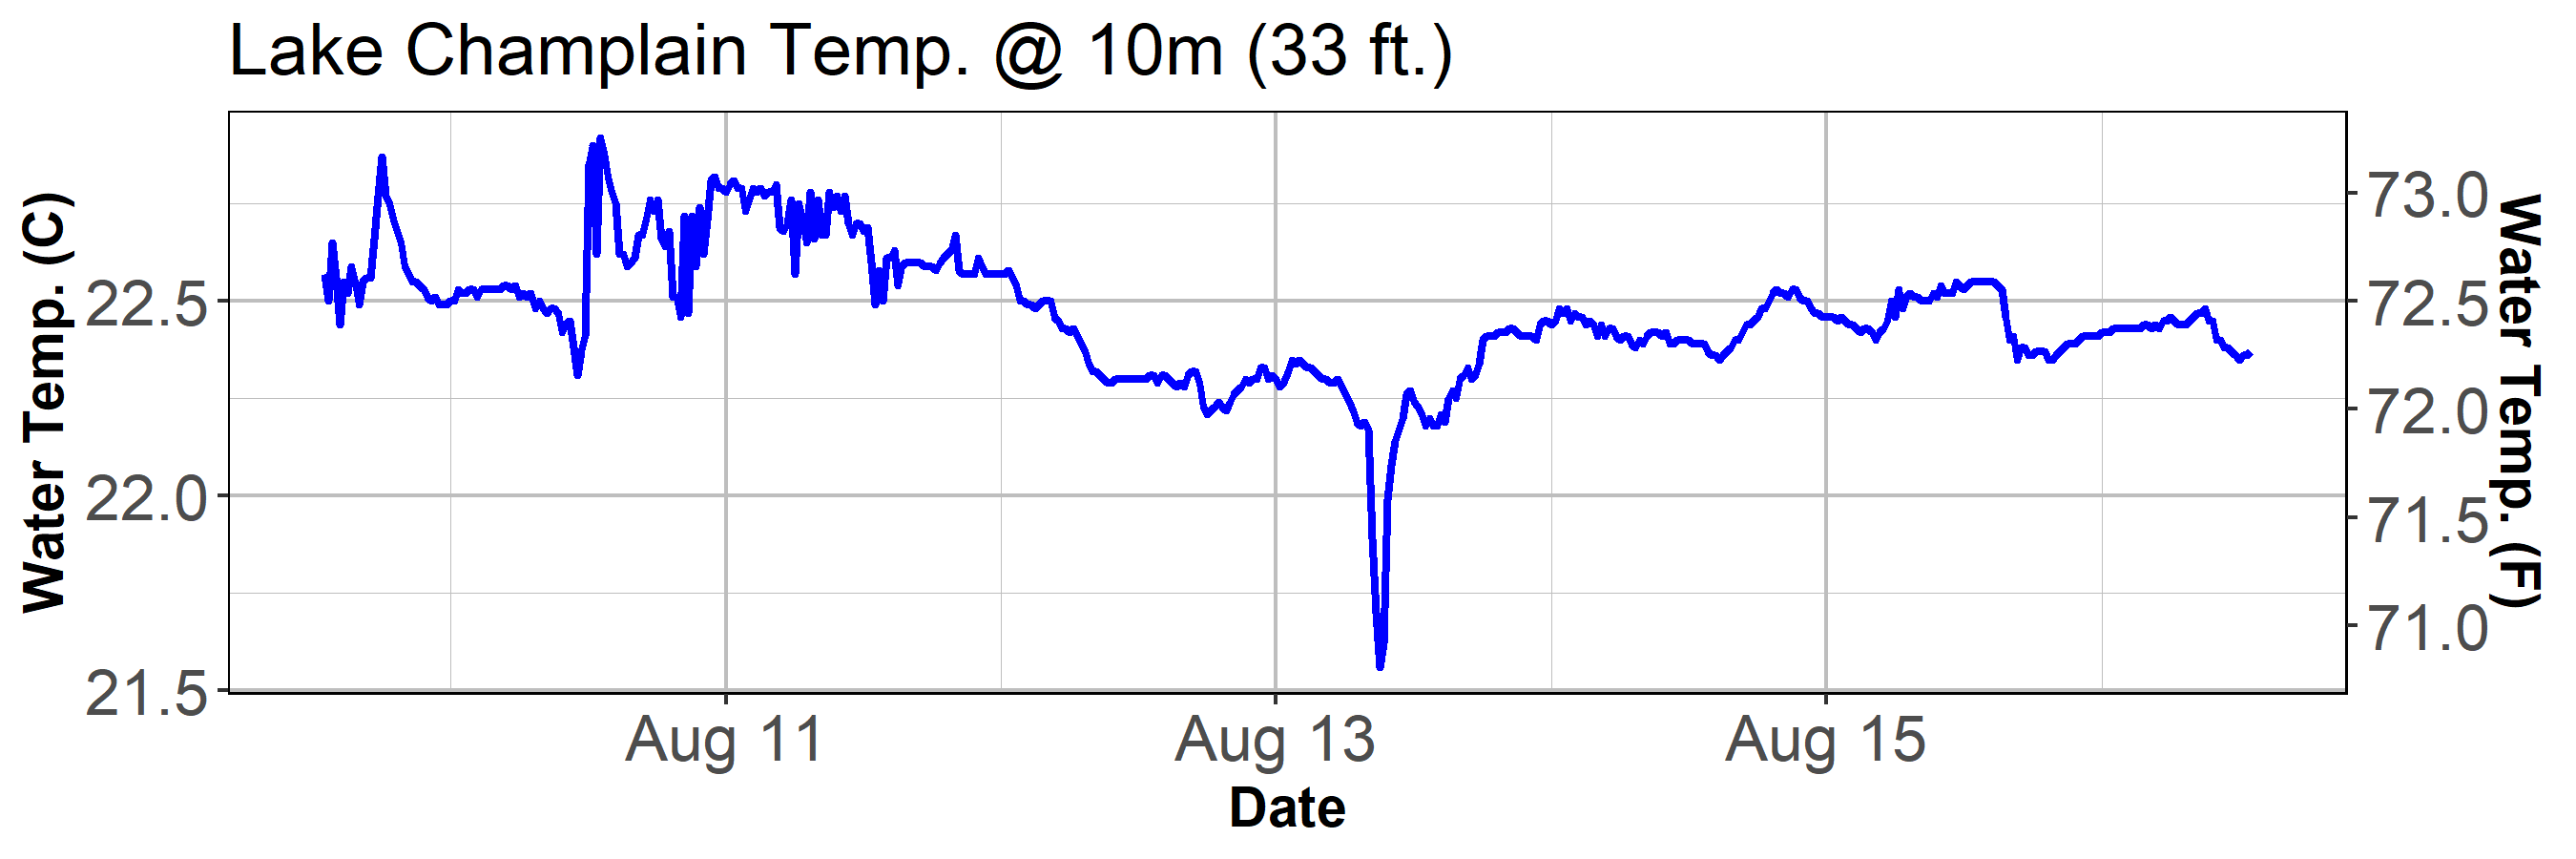 Lake Champlain Temp. @ 10m (33 ft.)
Water Temp. (C)
22.5
22.0
21.5
73.0
72.5
72.0
71.5
71.0
Water Temp. (F)
Aug 11
Aug 13
Aug 15
Date